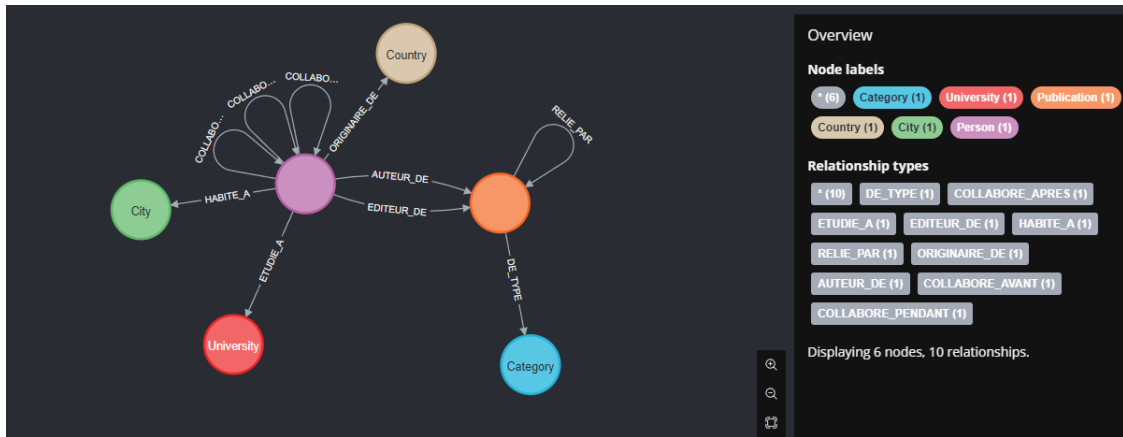 Country
COLLABO...
COLLABO...
COLLABO...
ORIGINAIRE_DE
RELIE_PAR
AUTEUR_DE
EDITEUR_DE
HABITE_A
City
ETUDIE_A
DE_TYPE
University
Category
Overview
Node labels
* (6) Category (1) University (1) Publication (1)
Country (1) City (1) Person (1)
Relationship types
* (10) DE_TYPE (1) COLLABORE_APRES (1)
ETUDIE_A (1) EDITEUR_DE (1) HABITE_A (1)
RELIE_PAR (1) ORIGINAIRE_DE (1)
AUTEUR_DE (1) COLLABORE_AVANT (1)
COLLABORE_PENDANT (1)
Displaying 6 nodes, 10 relationships.